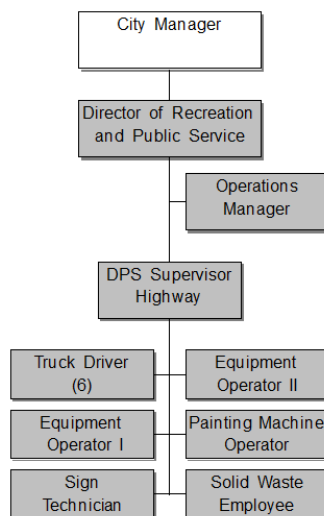 City Manager
Director of Recreation
and Public Service
Operations
Manager
DPS Supervisor
Highway
Truck Driver
(6)
Equipment
Operator II
Equipment
Operator I
Painting Machine
Operator
Sign
Technician
Solid Waste
Employee